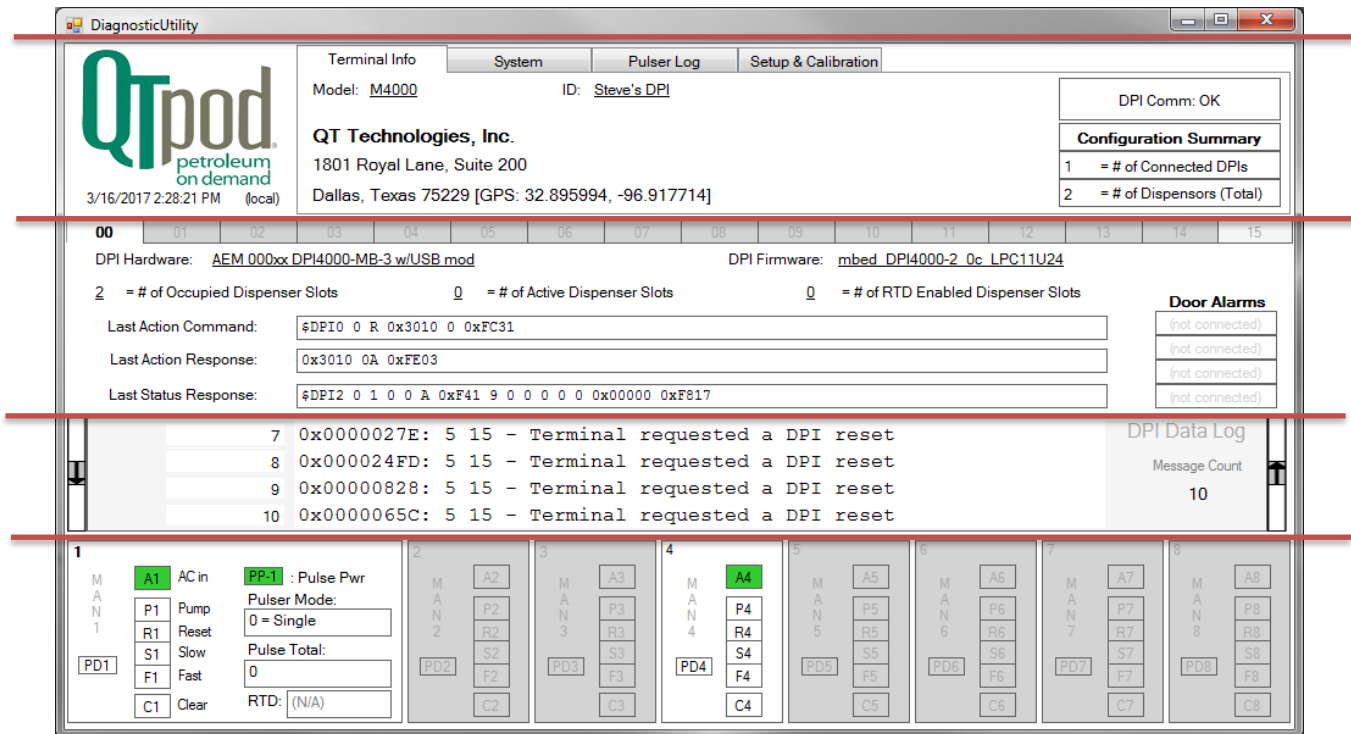 DiagnosticUtility
QTpod.
petroleum
on demand
3/16/2017 2:28:21 PM (local)
Terminal Info System Pulser Log Setup & Calibration
Model: M4000 ID: Steve's DPI
QT Technologies, Inc.
1801 Royal Lane, Suite 200
Dallas, Texas 75229 [GPS: 32.895994, -96.917714]
DPI Comm: OK
Configuration Summary
1 = # of Connected DPIs
2 = # of Dispensors (Total)
00 01 02 03 04 05 06 07 08 09 10 11 12 13 14 15
DPI Hardware: AEM 000xx DPI4000-MB-3 w/USB mod DPI Firmware: mbed_DPI4000-2_0c_LPC11U24
2 = # of Occupied Dispenser Slots 0 = # of Active Dispenser Slots 0 = # of RTD Enabled Dispenser Slots
Last Action Command: $DPI0 0 R 0x3010 0 0xFC31
Last Action Response: 0x3010 0A 0xFE03
Last Status Response: $DPI2 0 1 0 0 A 0xF41 9 0 0 0 0 0 0x00000 0xF817
Door Alarms
(not connected)
(not connected)
(not connected)
(not connected)
7 0x0000027E: 5 15 - Terminal requested a DPI reset
8 0x000024FD: 5 15 - Terminal requested a DPI reset
9 0x00000828: 5 15 - Terminal requested a DPI reset
10 0x0000065C: 5 15 - Terminal requested a DPI reset
DPI Data Log
Message Count
10
1
MAN1
PD1
A1 AC in
P1 Pump
R1 Reset
S1 Slow
F1 Fast
C1 Clear
PP-1 : Pulse Pwr
Pulser Mode:
0 = Single
Pulse Total:
0
RTD: (N/A)
2
MAN2
PD2
A2
P2
R2
S2
F2
C2
3
MAN3
PD3
A3
P3
R3
S3
F3
C3
4
MAN4
PD4
A4
P4
R4
S4
F4
C4
5
MAN5
PD5
A5
P5
R5
S5
F5
C5
6
MAN6
PD6
A6
P6
R6
S6
F6
C6
7
MAN7
PD7
A7
P7
R7
S7
F7
C7
8
MAN8
PD8
A8
P8
R8
S8
F8
C8